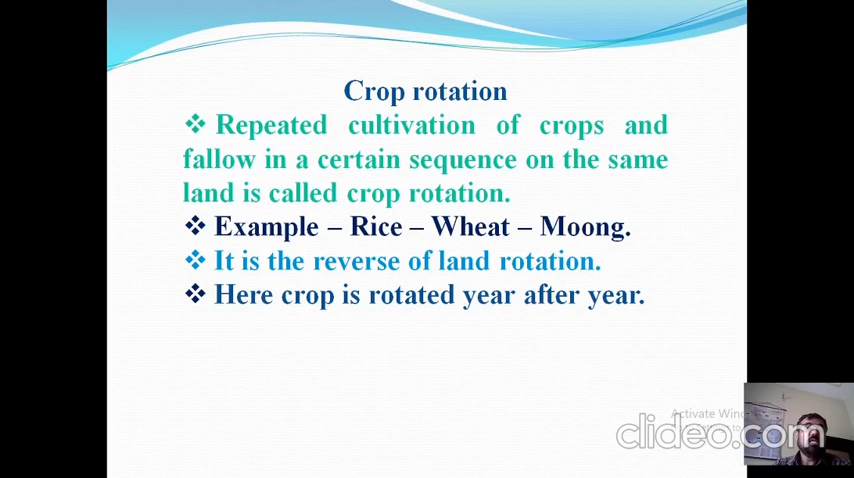 Crop rotation
❖ Repeated cultivation of crops and
fallow in a certain sequence on the same
land is called crop rotation.
❖ Example – Rice – Wheat – Moong.
❖ It is the reverse of land rotation.
❖ Here crop is rotated year after year.
Activate Wind
clideo.com